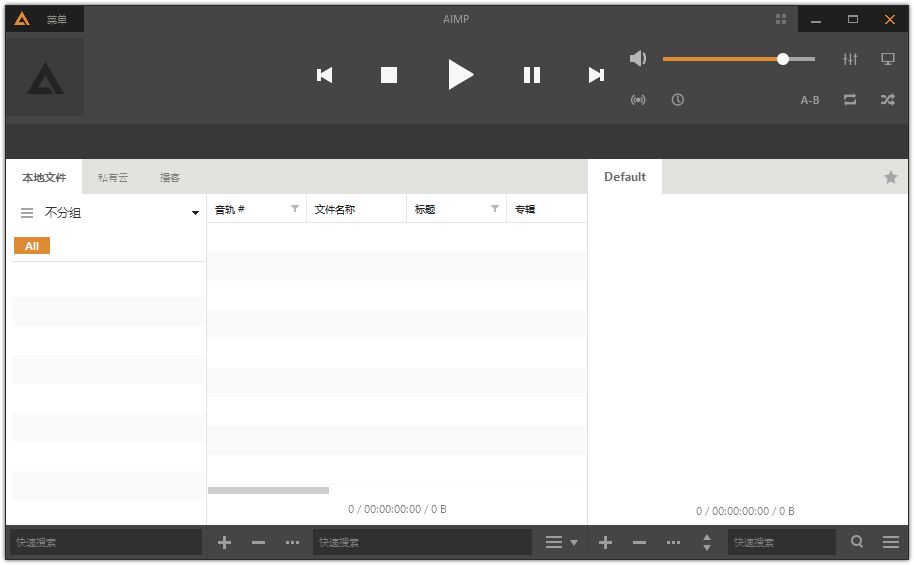 菜单
AIMP
A-B
本地文件 私有云 播客
Default
不分组
音轨 # 文件名称 标题 专辑
All
0 / 00:00:00:00 / 0 B
0 / 00:00:00:00 / 0 B
快速搜索 快速搜索 快速搜索